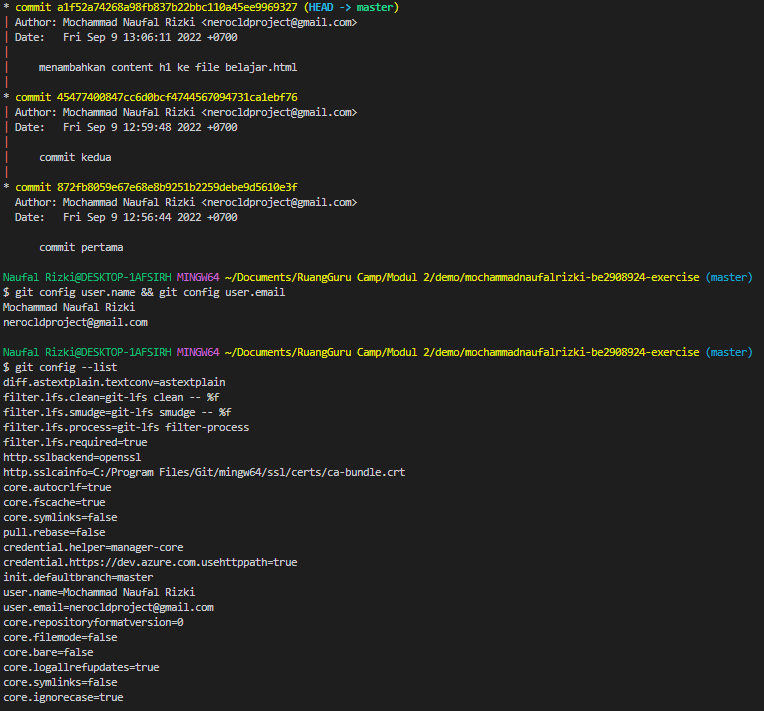 * commit a1f52a74268a98fb837b22bbc110a45ee9969327 (HEAD -> master)
| Author: Mochammad Naufal Rizki <nerocldproject@gmail.com>
| Date:   Fri Sep 9 13:06:11 2022 +0700
|
|     menambahkan content h1 ke file belajar.html
|
* commit 45477400847cc6d0bcf4744567094731ca1ebf76
| Author: Mochammad Naufal Rizki <nerocldproject@gmail.com>
| Date:   Fri Sep 9 12:59:48 2022 +0700
|
|     commit kedua
|
* commit 872fb8059e67e68e8b9251b2259debe9d5610e3f
  Author: Mochammad Naufal Rizki <nerocldproject@gmail.com>
  Date:   Fri Sep 9 12:56:44 2022 +0700

      commit pertama

Naufal Rizki@DESKTOP-1AFSIRH MINGW64 ~/Documents/RuangGuru Camp/Modul 2/demo/mochammadnaufalrizki-be2908924-exercise (master)
$ git config user.name && git config user.email
Mochammad Naufal Rizki
nerocldproject@gmail.com

Naufal Rizki@DESKTOP-1AFSIRH MINGW64 ~/Documents/RuangGuru Camp/Modul 2/demo/mochammadnaufalrizki-be2908924-exercise (master)
$ git config --list
diff.astextplain.textconv=astextplain
filter.lfs.clean=git-lfs clean -- %f
filter.lfs.smudge=git-lfs smudge -- %f
filter.lfs.process=git-lfs filter-process
filter.lfs.required=true
http.sslbackend=openssl
http.sslcainfo=C:/Program Files/Git/mingw64/ssl/certs/ca-bundle.crt
core.autocrlf=true
core.fscache=true
core.symlinks=false
pull.rebase=false
credential.helper=manager-core
credential.https://dev.azure.com.usehttppath=true
init.defaultbranch=master
user.name=Mochammad Naufal Rizki
user.email=nerocldproject@gmail.com
core.repositoryformatversion=0
core.filemode=false
core.bare=false
core.logallrefupdates=true
core.symlinks=false
core.ignorecase=true